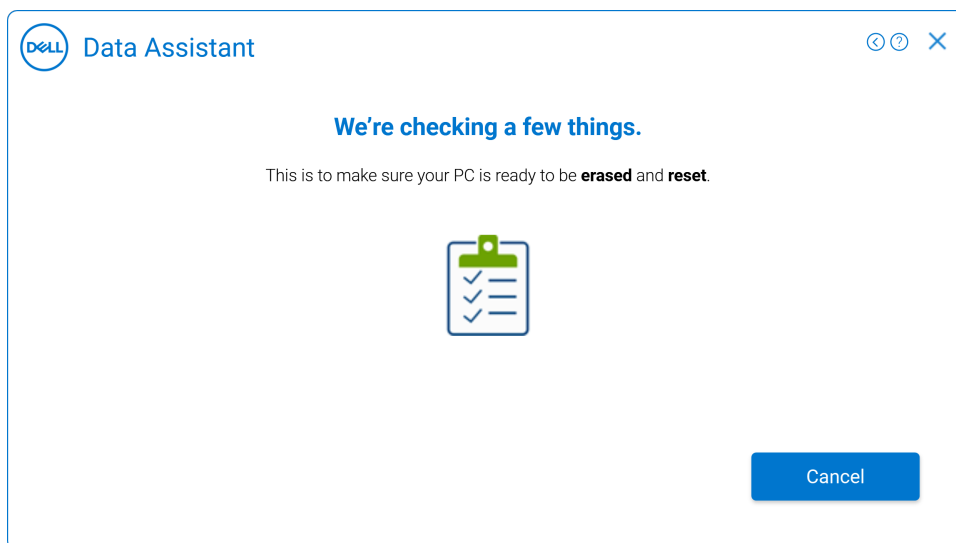 DELL Data Assistant
We're checking a few things.
This is to make sure your PC is ready to be erased and reset.
Cancel